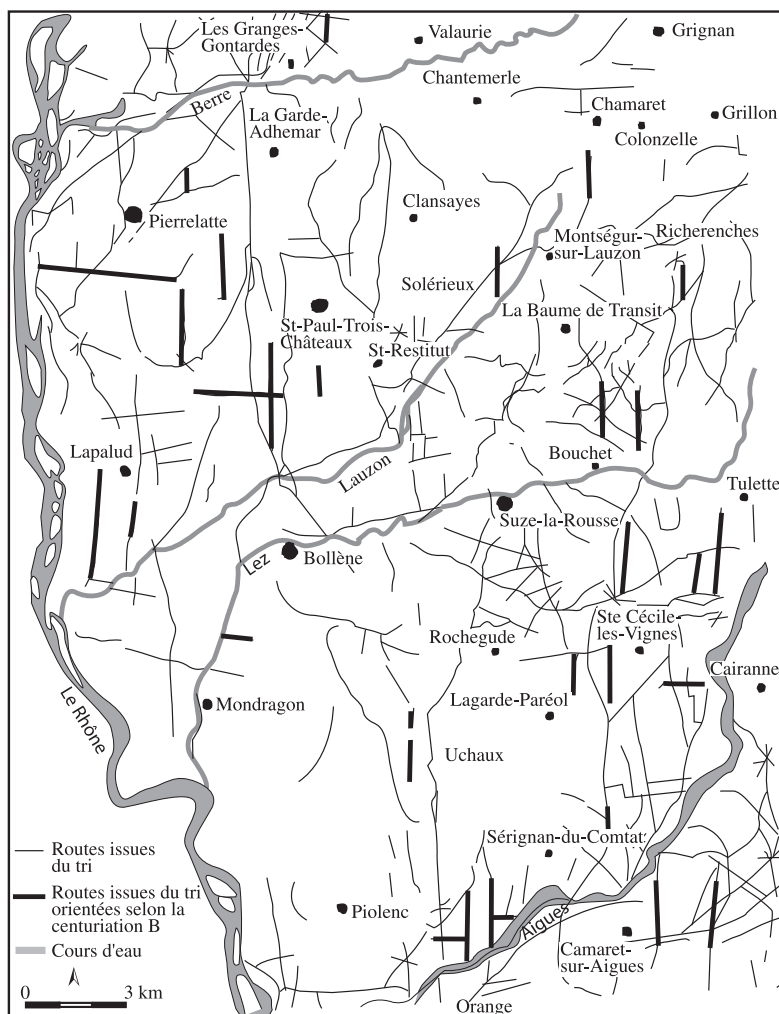 Les Granges-
Gontardes
Valaurie
Grignan
Chantemerle
Berre
Chamaret
Grillon
La Garde-
Adhemar
Colonzelle
Pierrelatte
Clansayes
Richerenches
Montségur-
sur-Lauzon
Solérieux
St-Paul-Trois-
Châteaux
La Baume de Transit
St-Restitut
Lapalud
Lauzon
Bouchet
Tulette
Suze-la-Rousse
Lez
Bollène
Ste Cécile-
les-Vignes
Rochegude
Cairanne
Le Rhône
Mondragon
Lagarde-Paréol
Uchaux
Sérignan-du-Comtat
Routes issues
du tri
Routes issues du tri
orientées selon la
centuriation B
Cours d'eau
Piolenc
Aigues
Camaret-
sur-Aigues
0 3 km
Orange